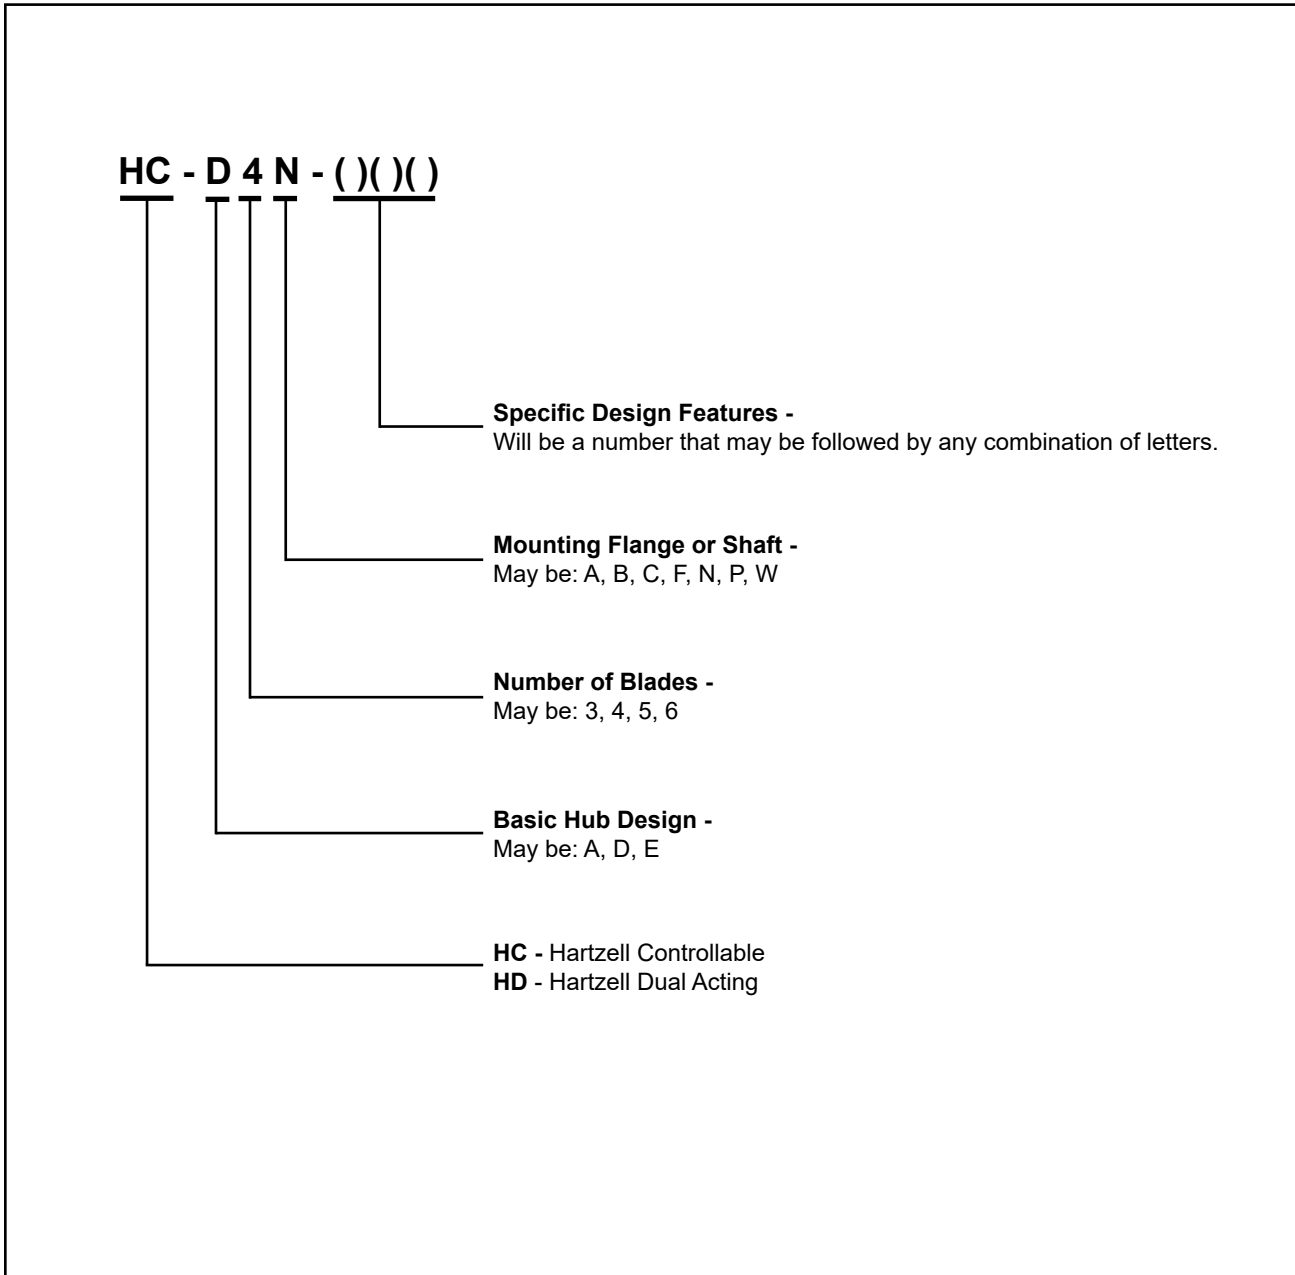 HC - D 4 N - ( )( )( )
Specific Design Features -
Will be a number that may be followed by any combination of letters.
Mounting Flange or Shaft -
May be: A, B, C, F, N, P, W
Number of Blades -
May be: 3, 4, 5, 6
Basic Hub Design -
May be: A, D, E
HC - Hartzell Controllable
HD - Hartzell Dual Acting